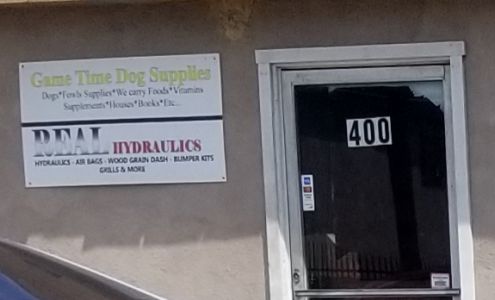 Game Time Dog Supplies
Dogs*Fowls Supplies*We carry Foods*Vitamins
Supplements*Houses*Books*Etc...
REAL HYDRAULICS
HYDRAULICS - AIR BAGS - WOOD GRAIN DASH - BUMPER KITS
GRILLS & MORE
400